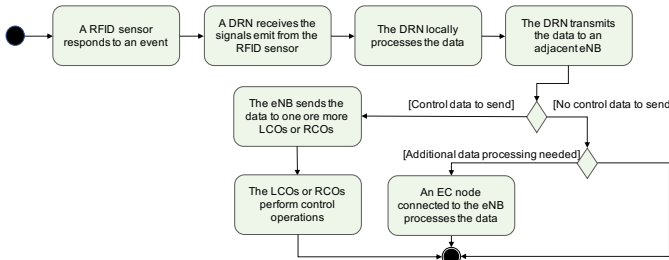 A RFID sensor
responds to an event
A DRN receives the
signals emit from the
RFID sensor
The DRN locally
processes the data
The DRN transmits
the data to an
adjacent eNB
[Control data to send]
[No control data to send
The eNB sends the
data to one ore more
LCOs or RCOs
[Additional data processing needed]
The LCOs or RCOs
perform control
operations
An EC node
connected to the eNB
processes the data